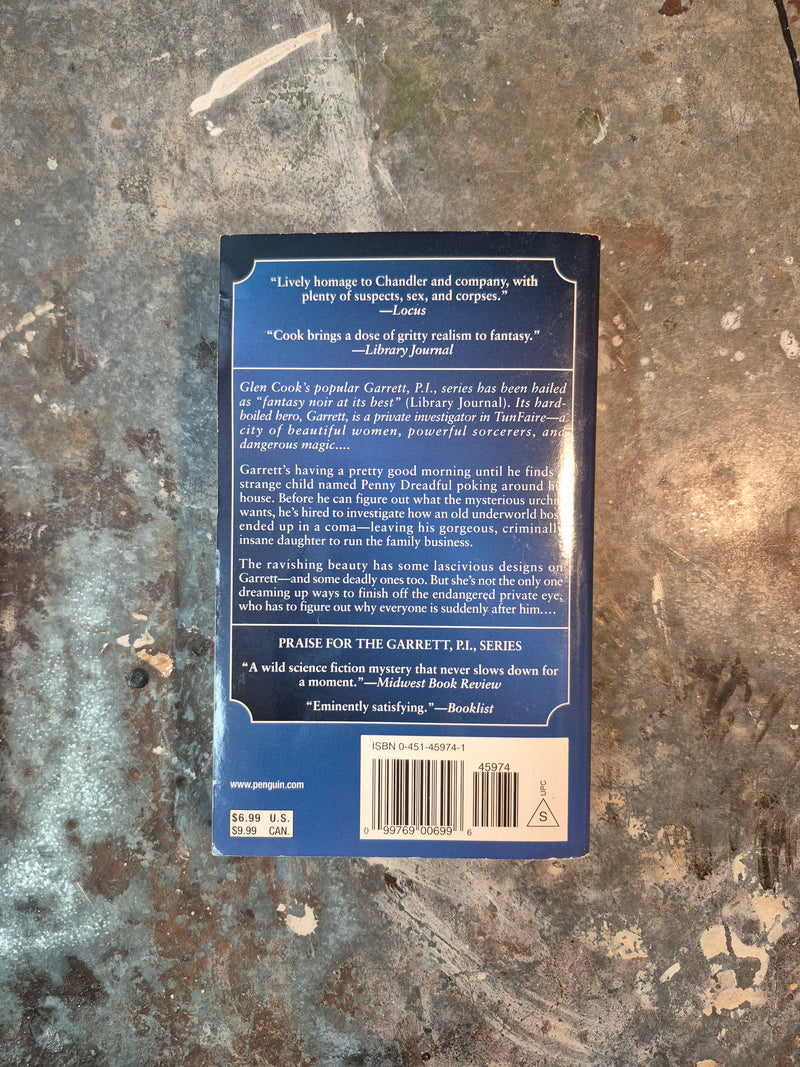 “Lively homage to Chandler and company, with
plenty of suspects, sex, and corpses.”
—Locus
“Cook brings a dose of gritty realism to fantasy.”
—Library Journal
Glen Cook's popular Garrett, P.I., series has been hailed
as “fantasy noir at its best” (Library Journal). Its hard-
boiled hero, Garrett, is a private investigator in TunFaire—a
city of beautiful women, powerful sorcerers, and
dangerous magic....
Garrett's having a pretty good morning until he finds
strange child named Penny Dreadful poking around
house. Before he can figure out what the mysterious
wants, he's hired to investigate how an old underworld
ended up in a coma—leaving his gorgeous, criminally
insane daughter to run the family business.
The ravishing beauty has some lascivious designs on
Garrett—and some deadly ones too. But she's not the only one
dreaming up ways to finish off the endangered private eye,
who has to figure out why everyone is suddenly after him....
PRAISE FOR THE GARRETT, P.I., SERIES
“A wild science fiction mystery that never slows down for
a moment.”—Midwest Book Review
“Eminently satisfying.”—Booklist
ISBN 0-451-45974-1
45974
UPC
S
0 99769 00699 6
www.penguin.com
$6.99 U.S.
$9.99 CAN.